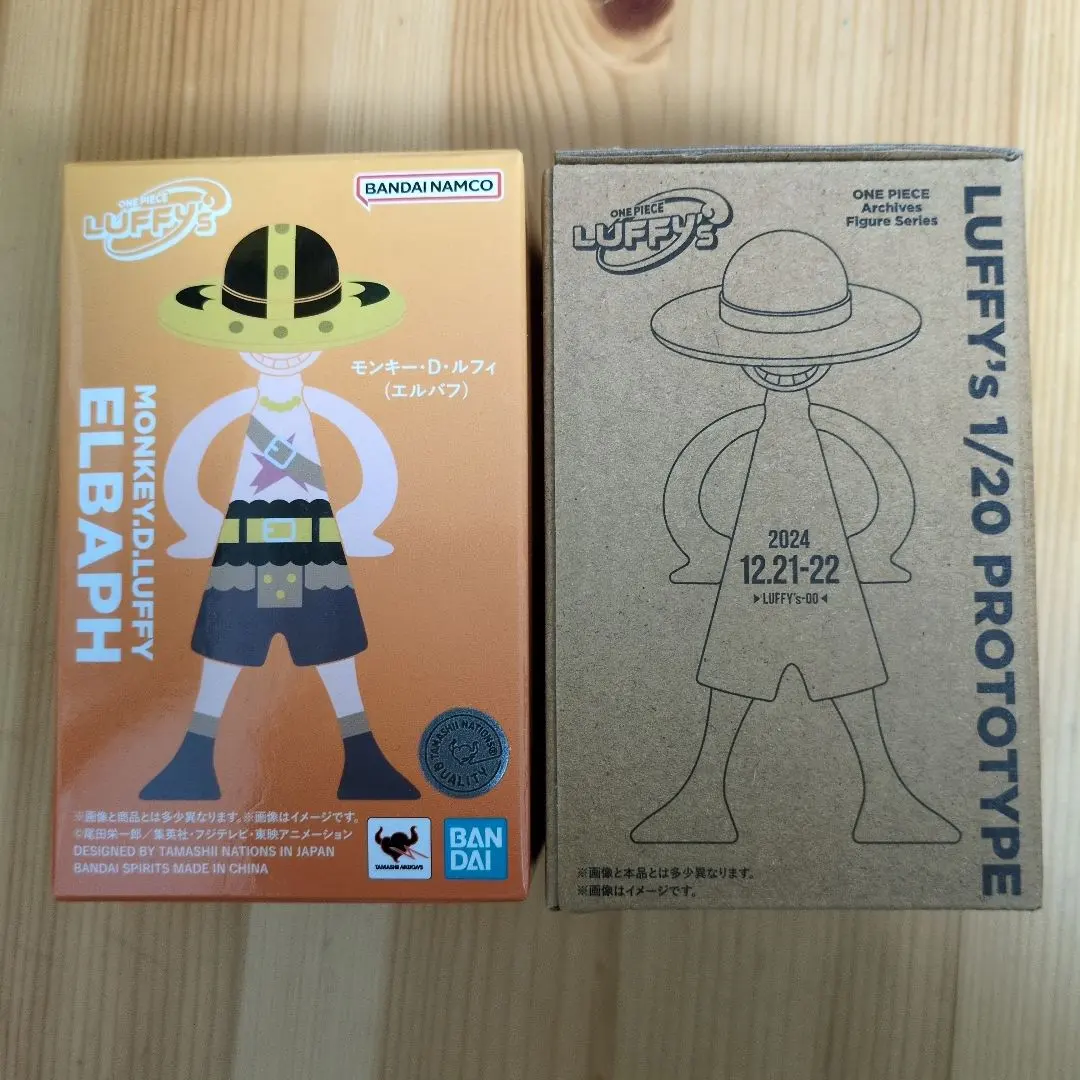 ONE PIECE
LUFFY's
BANDAI NAMCO
モンキー・D・ルフィ
(エルバフ)
MONKEY.D.LUFFY
ELBAPH
TAMASHII NATIONS
QUALITY
※画像と商品とは多少異なります。※画像はイメージです。
©尾田栄一郎／集英社・フジテレビ・東映アニメーション
DESIGNED BY TAMASHII NATIONS IN JAPAN
BANDAI SPIRITS MADE IN CHINA
TAMASHII NATIONS
BAN
DAI
ONE PIECE
LUFFY's
ONE PIECE
Archives
Figure Series
LUFFY's 1/20 PROTOTYPE
2024
12.21-22
▶LUFFY's-00◀
※画像と本品とは多少異なります。
※画像はイメージです。